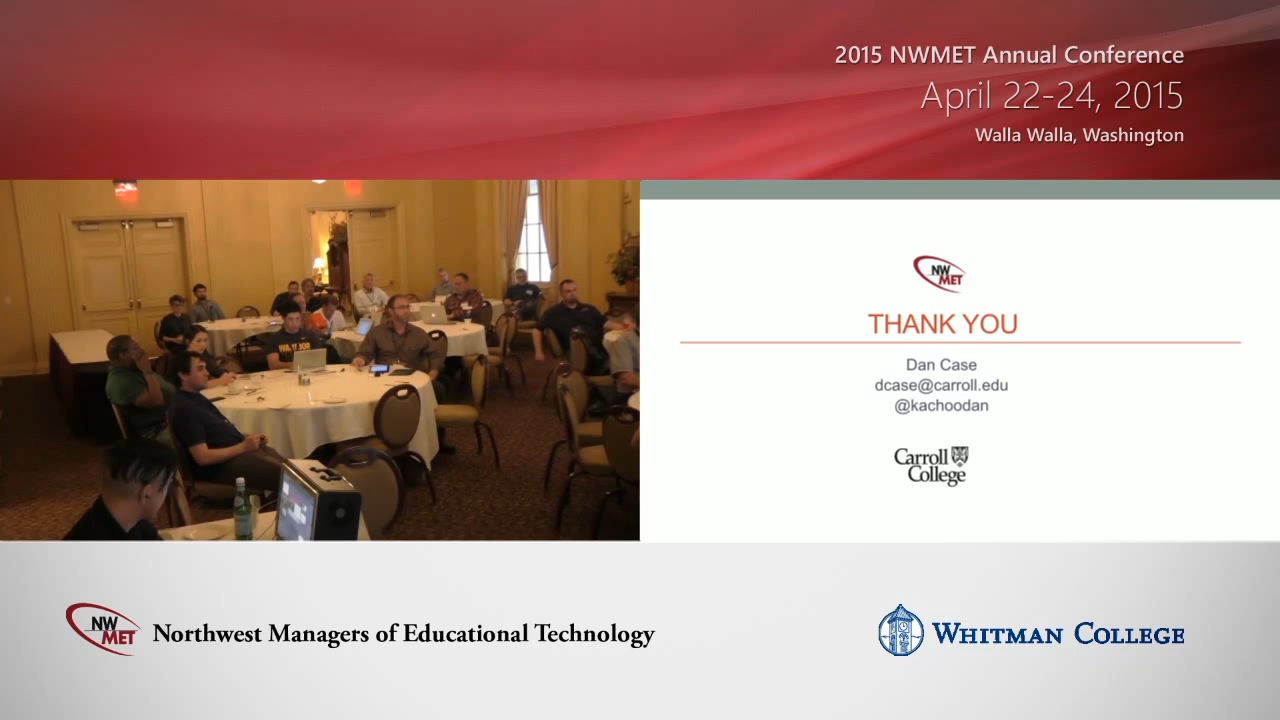 2015 NWMET Annual Conference
April 22-24, 2015
Walla Walla, Washington
NW
MET
THANK YOU
Dan Case
dcase@carroll.edu
@kachoodan
Carroll
College
NW
MET
Northwest Managers of Educational Technology
WHITMAN COLLEGE